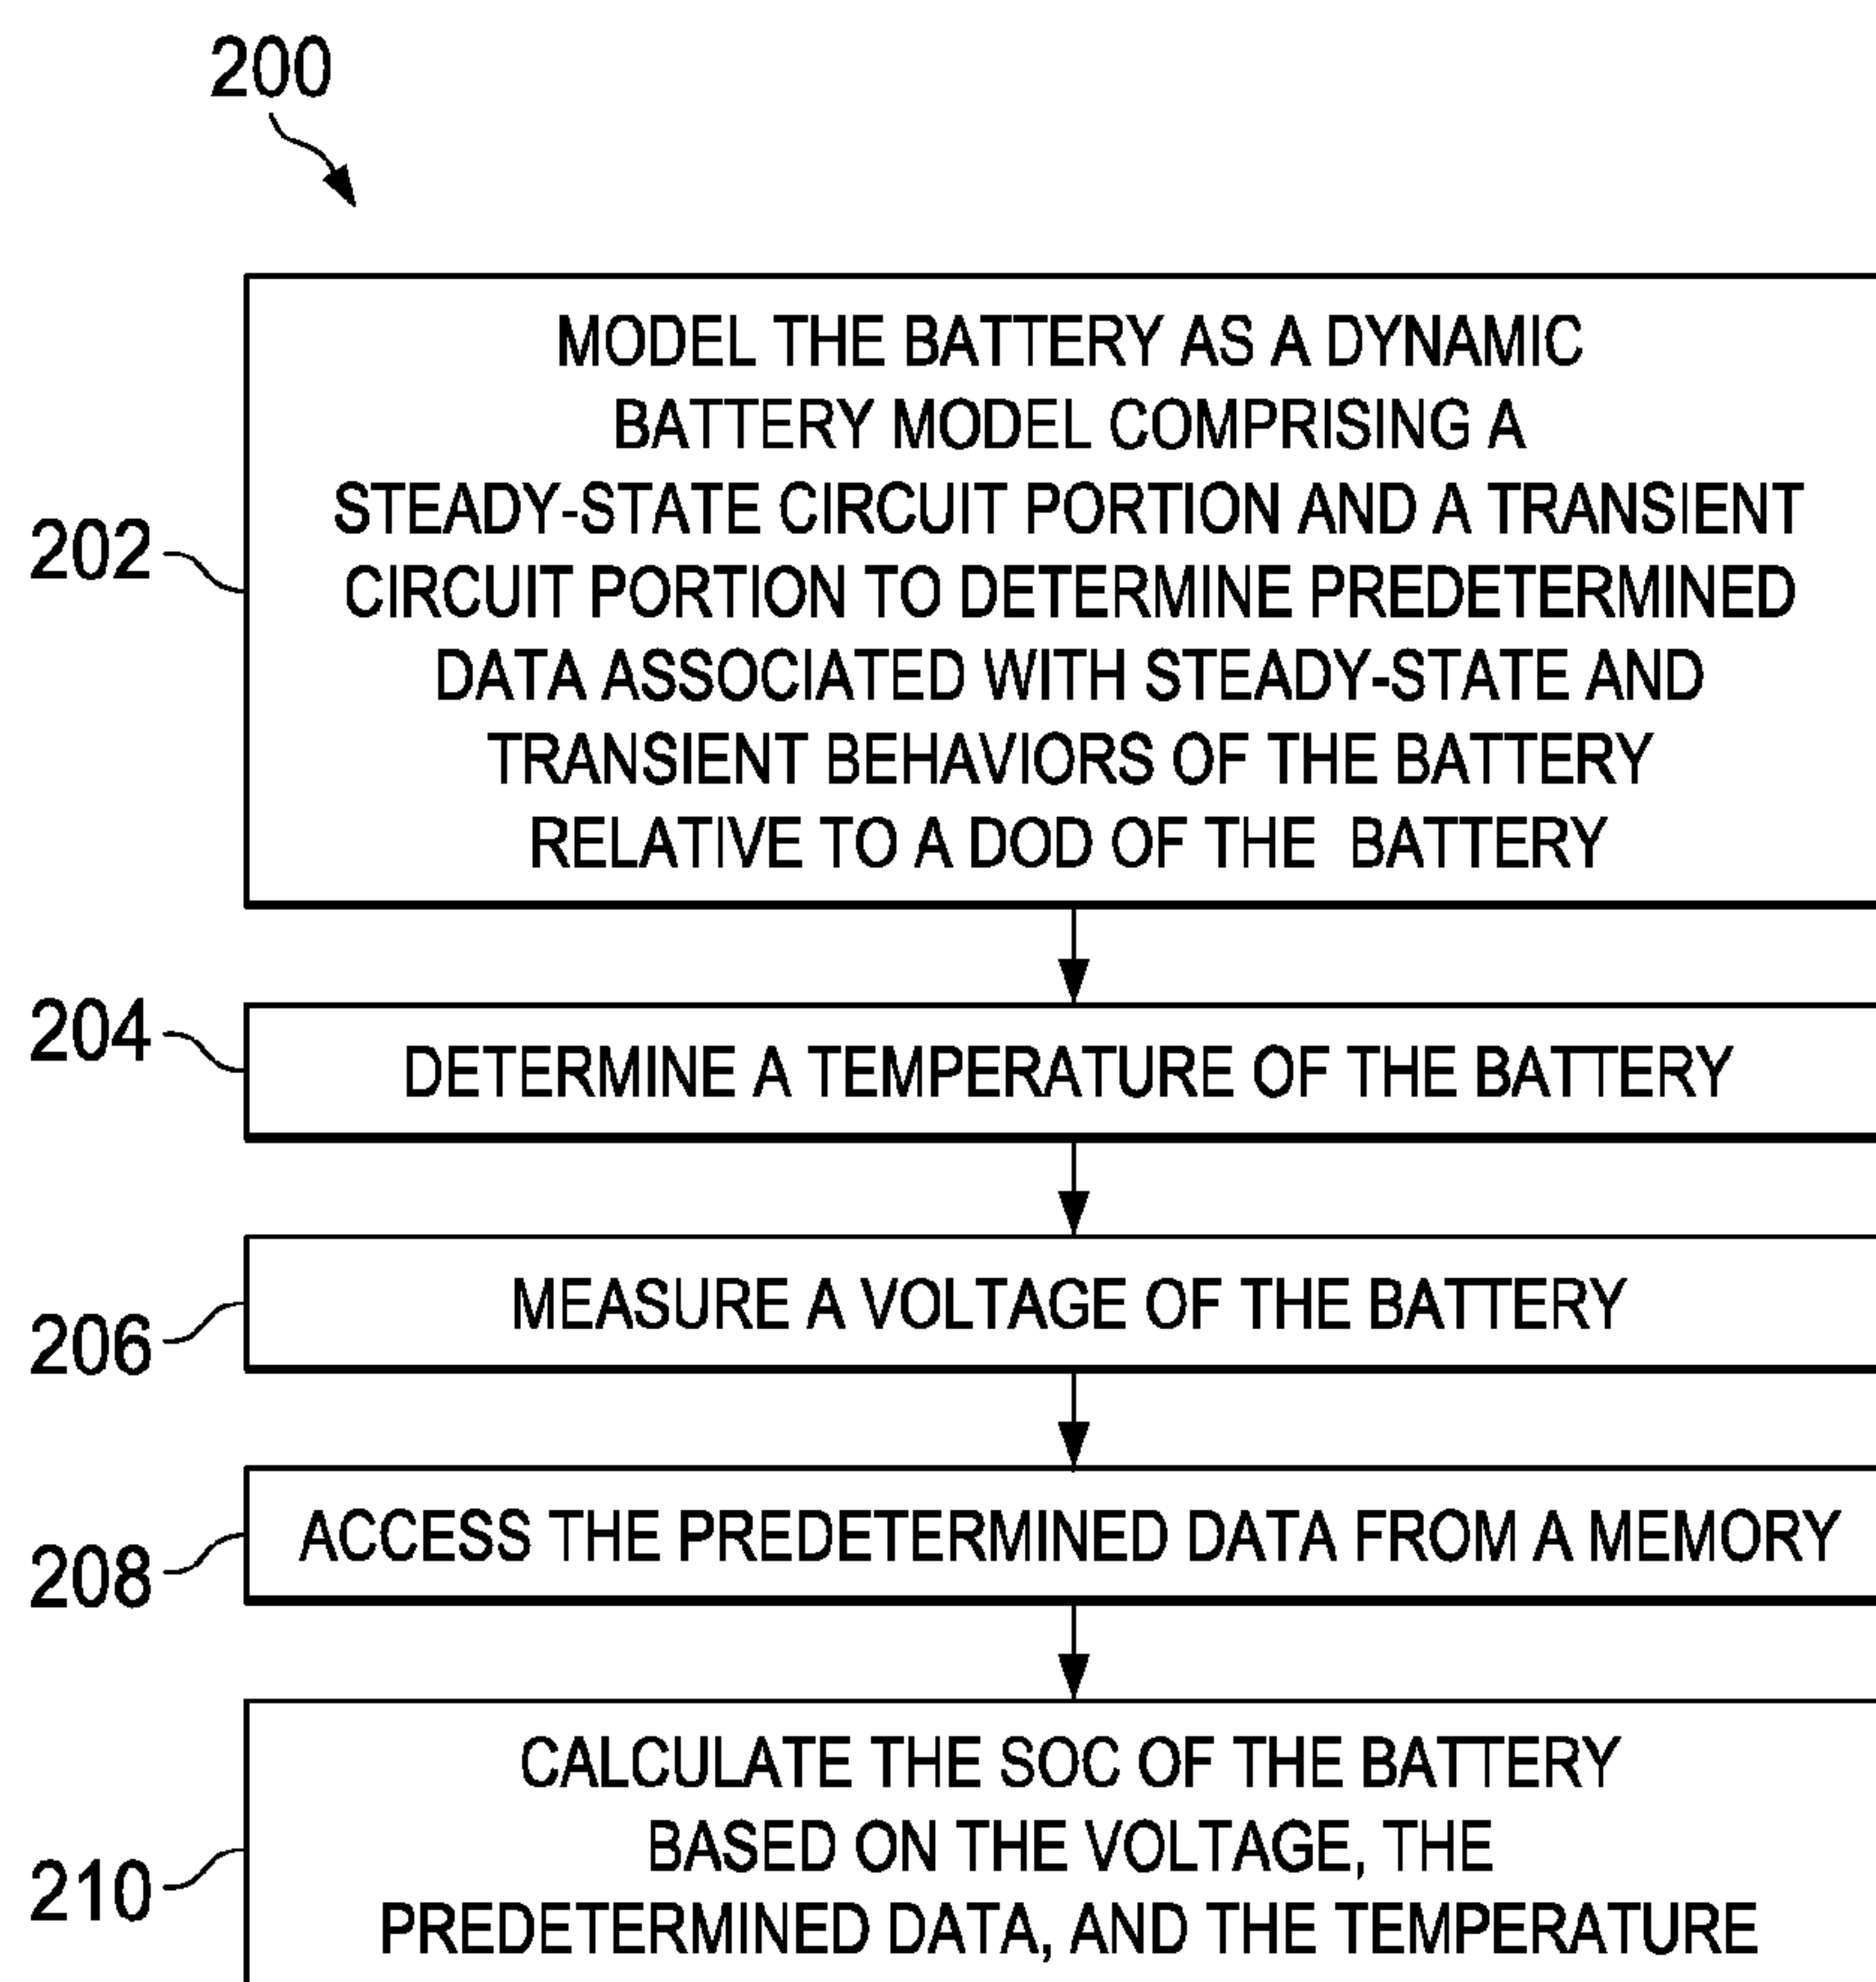 200
202
MODEL THE BATTERY AS A DYNAMIC
BATTERY MODEL COMPRISING A
STEADY-STATE CIRCUIT PORTION AND A TRANSIENT
CIRCUIT PORTION TO DETERMINE PREDETERMINED
DATA ASSOCIATED WITH STEADY-STATE AND
TRANSIENT BEHAVIORS OF THE BATTERY
RELATIVE TO A DOD OF THE BATTERY
204
DETERMINE A TEMPERATURE OF THE BATTERY
206
MEASURE A VOLTAGE OF THE BATTERY
208
ACCESS THE PREDETERMINED DATA FROM A MEMORY
210
CALCULATE THE SOC OF THE BATTERY
BASED ON THE VOLTAGE, THE
PREDETERMINED DATA, AND THE TEMPERATURE